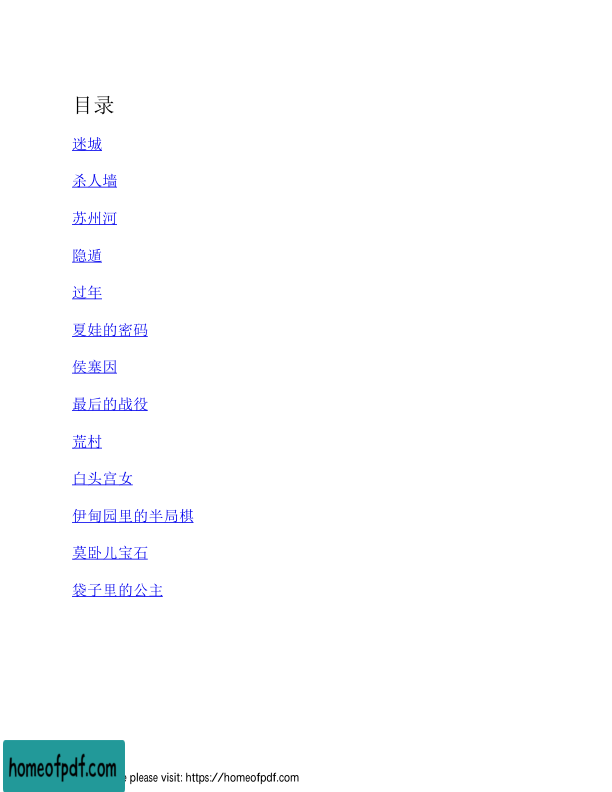 目录
迷城
杀人墙
苏州河
隐遁
过年
夏娃的密码
侯塞因
最后的战役
荒村
白头宫女
伊甸园里的半局棋
莫卧儿宝石
袋子里的公主
homeofpdf.com
please visit: https://homeofpdf.com